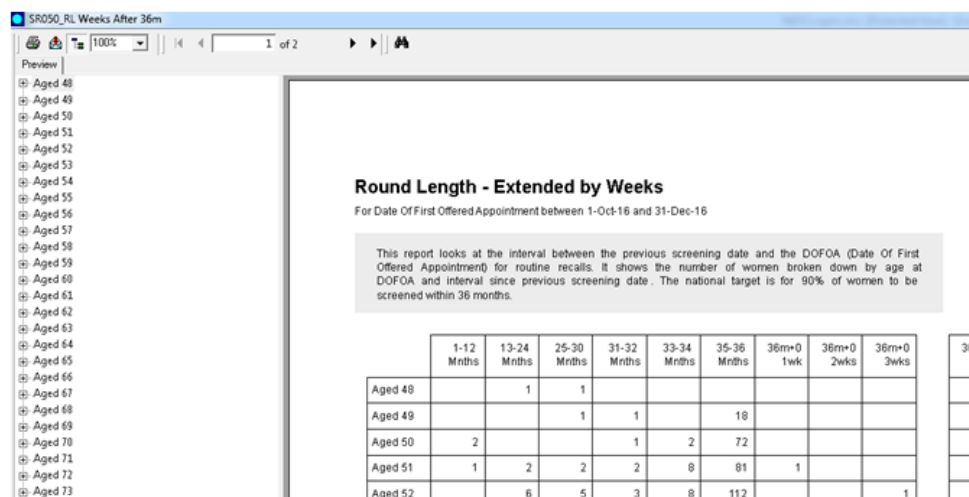 SR050_RL Weeks After 36m
100% 1 of 2
Preview
Aged 48
Aged 49
Aged 50
Aged 51
Aged 52
Aged 53
Aged 54
Aged 55
Aged 56
Aged 57
Aged 58
Aged 59
Aged 60
Aged 61
Aged 62
Aged 63
Aged 64
Aged 65
Aged 66
Aged 67
Aged 68
Aged 69
Aged 70
Aged 71
Aged 72
Aged 73
Round Length - Extended by Weeks
For Date Of First Offered Appointment between 1-Oct-16 and 31-Dec-16
This report looks at the interval between the previous screening date and the DOFOA (Date Of First
Offered Appointment) for routine recalls. It shows the number of women broken down by age at
DOFOA and interval since previous screening date. The national target is for 90% of women to be
screened within 36 months.
1-12 13-24 25-30 31-32 33-34 35-36 36m+0 36m+0 36m+0
Mnths Mnths Mnths Mnths Mnths Mnths 1wk 2wks 3wks
Aged 48 1 1
Aged 49 1 1 18
Aged 50 2 1 2 72
Aged 51 1 2 2 2 8 81 1
Aged 52 6 5 3 8 112 1